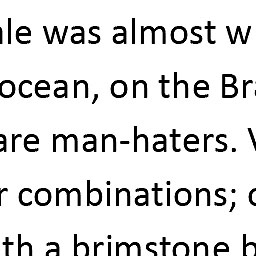 ale was almost w
ocean, on the Bra
are man-haters. V
r combinations; 
th a brimstone b